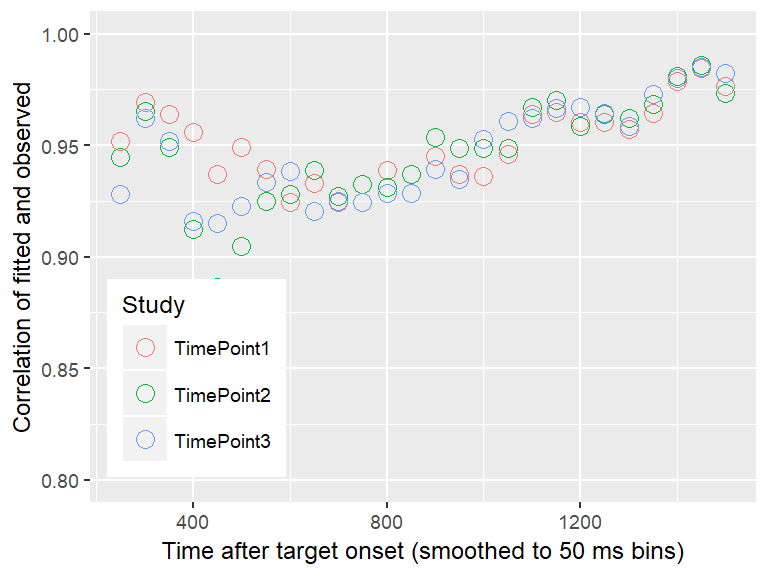 Correlation of fitted and observed
1.00
0.95
0.90
0.85
0.80
Study
TimePoint1
TimePoint2
TimePoint3
400
800
1200
Time after target onset (smoothed to 50 ms bins)